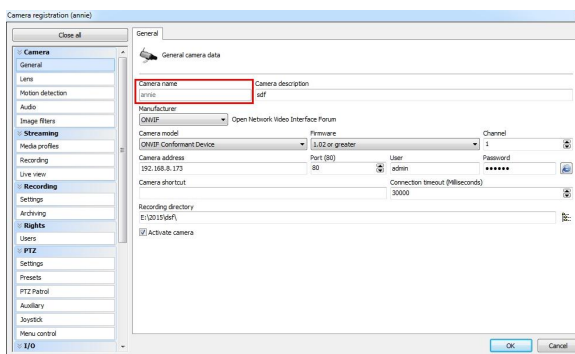 Camera registration (annie)
Close all
Camera
General
Lens
Motion detection
Audio
Image filters
Streaming
Media profiles
Recording
Live view
Recording
Settings
Archiving
Rights
Users
PTZ
Settings
Presets
PTZ Patrol
Auxiliary
Joystick
Menu control
I/O
General
General camera data
Camera name Camera description
annie sdf
Manufacturer
ONVIF Open Network Video Interface Forum
Camera model Firmware Channel
ONVIF Conformant Device 1.02 or greater 1
Camera address Port (80) User Password
192.168.8.173 80 admin ••••••
Camera shortcut Connection timeout (Milliseconds)
30000
Recording directory
E:\2015\dsf\
Activate camera
OK Cancel